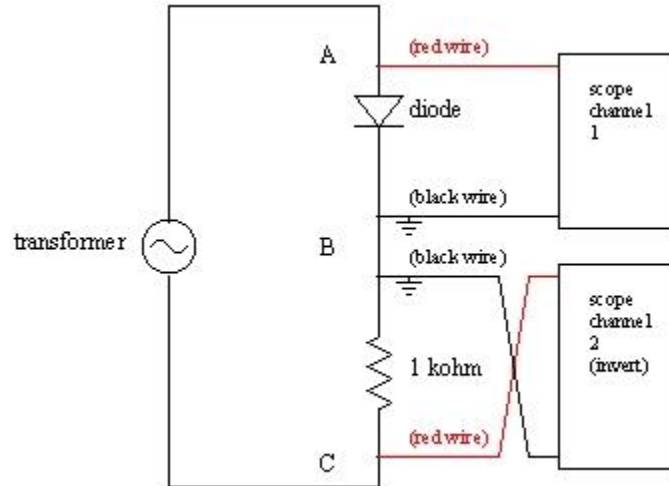 A
(red wire)
scope
channel
1
diode
(black wire)
transformer
B
(black wire)
scope
channel
2
(invert)
1 kohm
(red wire)
C